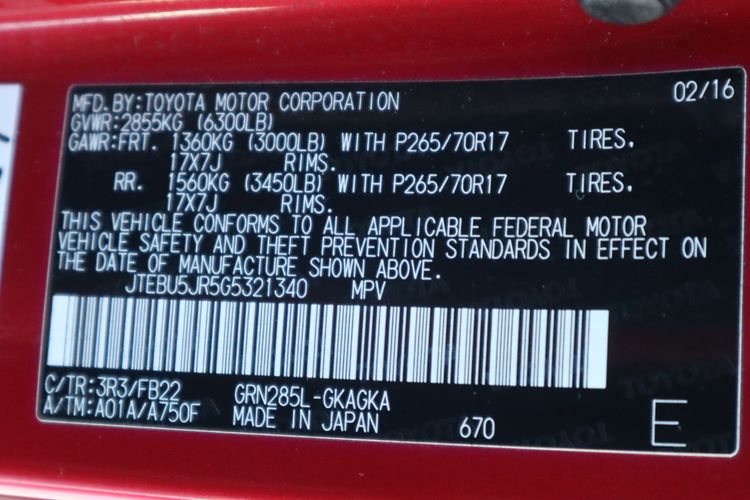 MFD.BY:TOYOTA MOTOR CORPORATION 02/16
GVWR:2855KG (6300LB)
GAWR:FRT. 1360KG (3000LB) WITH P265/70R17 TIRES.
17X7J RIMS.
RR. 1560KG (3450LB) WITH P265/70R17 TIRES.
17X7J RIMS.
THIS VEHICLE CONFORMS TO ALL APPLICABLE FEDERAL MOTOR
VEHICLE SAFETY AND THEFT PREVENTION STANDARDS IN EFFECT ON
THE DATE OF MANUFACTURE SHOWN ABOVE.
JTEBU5JR5G5321340 MPV
C/TR:3R3/FB22 GRN285L-GKAGKA
A/TM:A01A/A750F MADE IN JAPAN 670 E